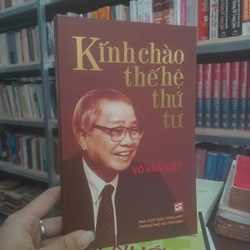 Kính chào
thế hệ
thứ
tư
VÕ VĂN KIỆT
NHÀ XUẤT BẢN TỔNG HỢP
THÀNH PHỐ HỒ CHÍ MINH